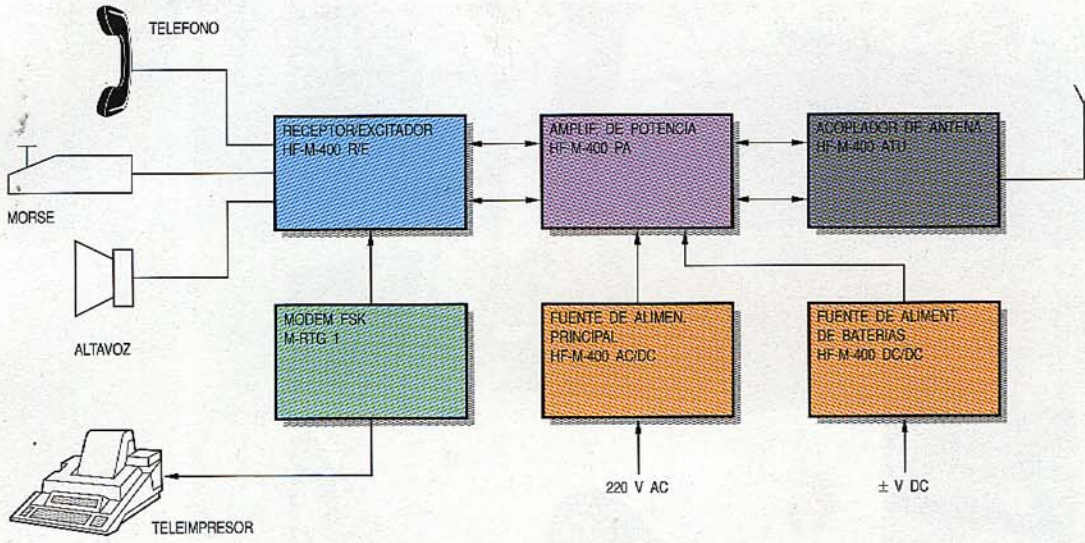 TELEFONO
RECEPTOR/EXCITADOR
HF-M-400 R/E
AMPLIF. DE POTENCIA
HF-M-400 PA
ACOPLADOR DE ANTENA
HF-M-400 ATU
MORSE
ALTAVOZ
MODEM FSK
M-RTG 1
FUENTE DE ALIMEN.
PRINCIPAL
HF-M-400 AC/DC
FUENTE DE ALIMENT.
DE BATERIAS
HF-M-400 DC/DC
220 V AC
± V DC
TELEIMPRESOR